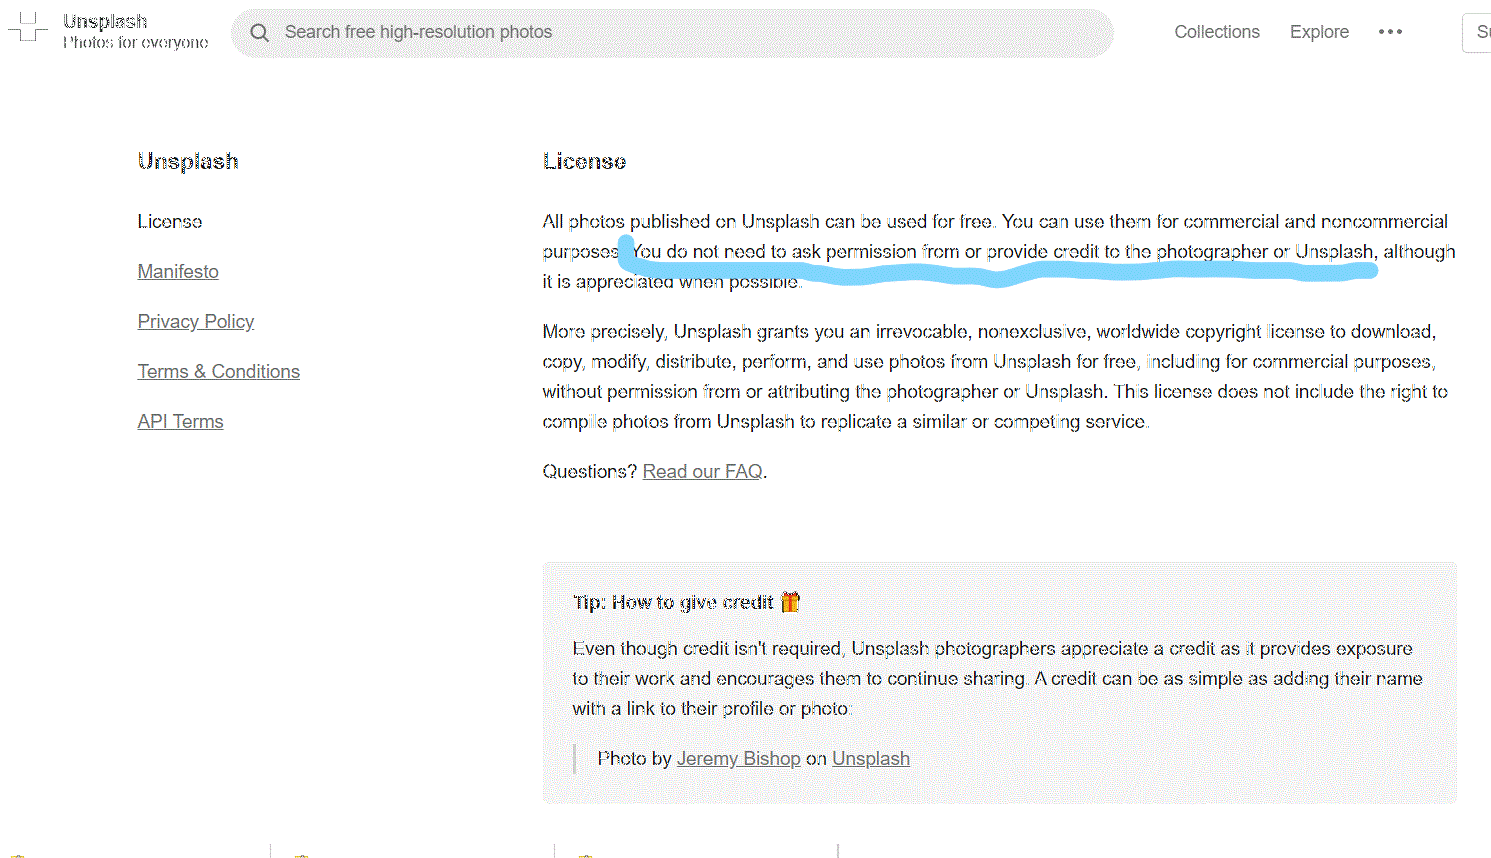 Unsplash
Photos for everyone
Search free high-resolution photos
Collections
Explore
Su
Unsplash
License
Manifesto
Privacy Policy
Terms & Conditions
API Terms
License
All photos published on Unsplash can be used for free. You can use them for commercial and noncommercial
purposes. You do not need to ask permission from or provide credit to the photographer or Unsplash, although
it is appreciated when possible.
More precisely, Unsplash grants you an irrevocable, nonexclusive, worldwide copyright license to download,
copy, modify, distribute, perform, and use photos from Unsplash for free, including for commercial purposes,
without permission from or attributing the photographer or Unsplash. This license does not include the right to
compile photos from Unsplash to replicate a similar or competing service.
Questions? Read our FAQ.
Tip: How to give credit 🎁
Even though credit isn't required, Unsplash photographers appreciate a credit as it provides exposure
to their work and encourages them to continue sharing. A credit can be as simple as adding their name
with a link to their profile or photo:
Photo by Jeremy Bishop on Unsplash